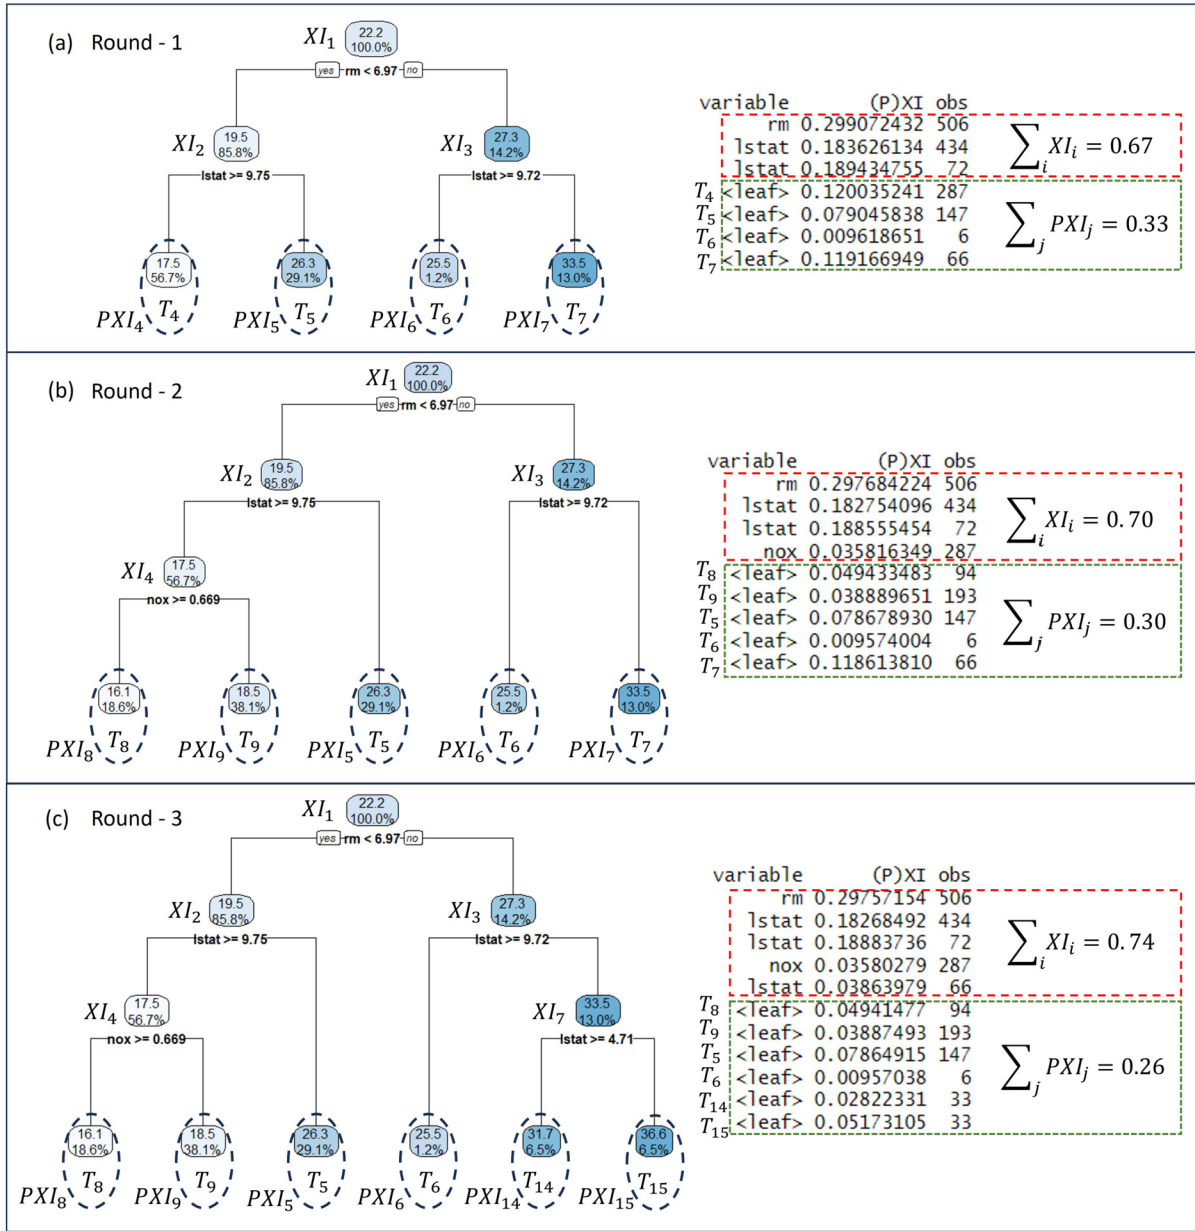 (a) Round - 1
XI₁ 22.2
100.0%
yes rm < 6.97 no
XI₂ 19.5
85.8%
XI₃ 27.3
14.2%
lstat >= 9.75
lstat >= 9.72
17.5
56.7%
26.3
29.1%
25.5
1.2%
33.5
13.0%
PXI₄ T₄ PXI₅ T₅ PXI₆ T₆ PXI₇ T₇
variable (P)XI obs
rm 0.299072432 506
lstat 0.183626134 434
lstat 0.189434755 72
∑ᵢ XIᵢ = 0.67
T₄ <leaf> 0.120035241 287
T₅ <leaf> 0.079045838 147
T₆ <leaf> 0.009618651 6
T₇ <leaf> 0.119166949 66
∑ⱼ PXIⱼ = 0.33
(b) Round - 2
XI₁ 22.2
100.0%
yes rm < 6.97 no
XI₂ 19.5
85.8%
XI₃ 27.3
14.2%
lstat >= 9.75
lstat >= 9.72
XI₄ 17.5
56.7%
nox >= 0.669
16.1
18.6%
18.5
38.1%
26.3
29.1%
25.5
1.2%
33.5
13.0%
PXI₈ T₈ PXI₉ T₉ PXI₅ T₅ PXI₆ T₆ PXI₇ T₇
variable (P)XI obs
rm 0.297684224 506
lstat 0.182754096 434
lstat 0.188555454 72
nox 0.035816349 287
∑ᵢ XIᵢ = 0.70
T₈ <leaf> 0.049433483 94
T₉ <leaf> 0.038889651 193
T₅ <leaf> 0.078678930 147
T₆ <leaf> 0.009574004 6
T₇ <leaf> 0.118613810 66
∑ⱼ PXIⱼ = 0.30
(c) Round - 3
XI₁ 22.2
100.0%
yes rm < 6.97 no
XI₂ 19.5
85.8%
XI₃ 27.3
14.2%
lstat >= 9.75
lstat >= 9.72
XI₄ 17.5
56.7%
XI₇ 33.5
13.0%
nox >= 0.669
lstat >= 4.71
16.1
18.6%
18.5
38.1%
26.3
29.1%
25.5
1.2%
31.7
6.5%
36.6
6.5%
PXI₈ T₈ PXI₉ T₉ PXI₅ T₅ PXI₆ T₆ PXI₁₄ T₁₄ PXI₁₅ T₁₅
variable (P)XI obs
rm 0.29757154 506
lstat 0.18268492 434
lstat 0.18883736 72
nox 0.03580279 287
lstat 0.03863979 66
∑ᵢ XIᵢ = 0.74
T₈ <leaf> 0.04941477 94
T₉ <leaf> 0.03887493 193
T₅ <leaf> 0.07864915 147
T₆ <leaf> 0.00957038 6
T₁₄ <leaf> 0.02822331 33
T₁₅ <leaf> 0.05173105 33
∑ⱼ PXIⱼ = 0.26